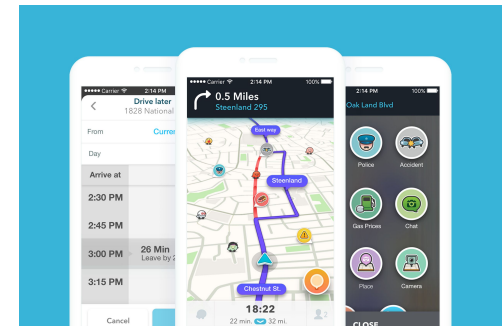 Carrier 2:14 PM
Drive later
1828 National
From Curre
Day
Arrive at
2:30 PM
2:45 PM
3:00 PM 26 Min
Leave by 2
3:15 PM
Cancel
Carrier 2:14 PM 100%
0.5 Miles
Steenland 295
East way
Steenland
Chestnut St.
18:22
22 min. 32 mi.
2
2:14 PM 100%
Oak Land Blvd
Police
Accident
Gas Prices
Chat
Place
Camera
CLOSE